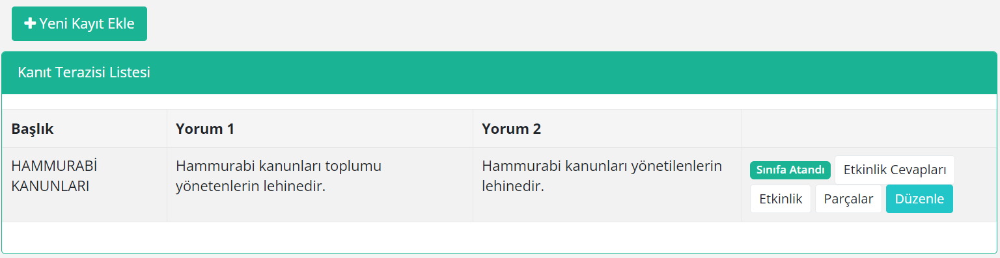 Yeni Kayıt Ekle
Kanıt Terazisi Listesi
Başlık Yorum 1 Yorum 2
HAMMURABİ
KANUNLARI
Hammurabi kanunları toplumu
yönetenlerin lehinedir.
Hammurabi kanunları yönetilenlerin
lehinedir.
Sınıfa Atandı Etkinlik Cevapları
Etkinlik Parçalar Düzenle